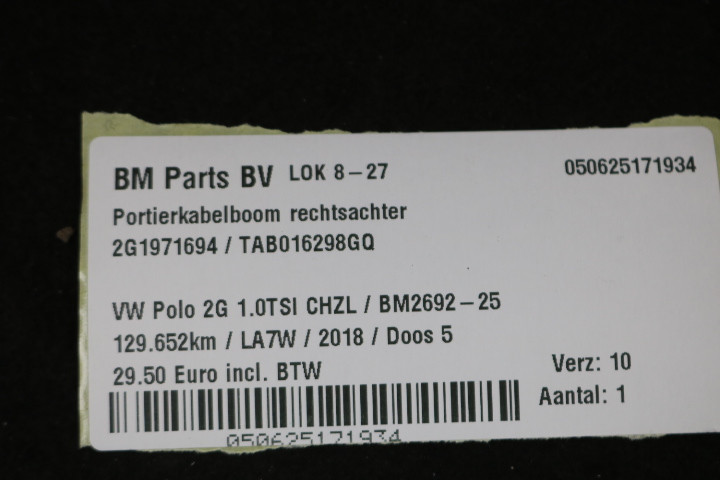 BM Parts BV LOK 8-27 050625171934
Portierkabelboom rechtsachter
2G1971694 / TAB016298GQ
VW Polo 2G 1.0TSI CHZL / BM2692-25
129.652km / LA7W / 2018 / Doos 5
29.50 Euro incl. BTW
Verz: 10
Aantal: 1
050625171934